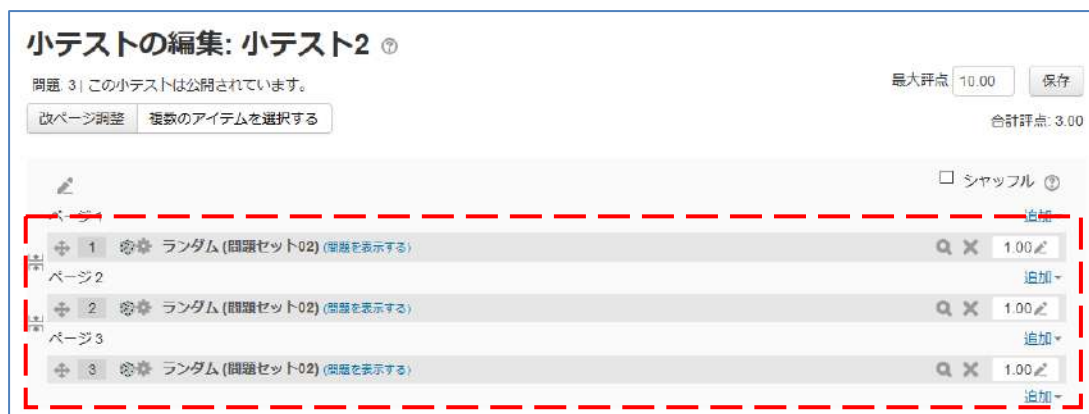 小テストの編集: 小テスト2
問題: 3 | この小テストは公開されています。
最大評点 10.00 保存
改ページ調整 複数のアイテムを選択する
合計評点: 3.00
シャッフル
ページ 1 追加
1 ランダム (問題セット02) (問題を表示する) 1.00
ページ 2 追加
2 ランダム (問題セット02) (問題を表示する) 1.00
ページ 3 追加
3 ランダム (問題セット02) (問題を表示する) 1.00
追加